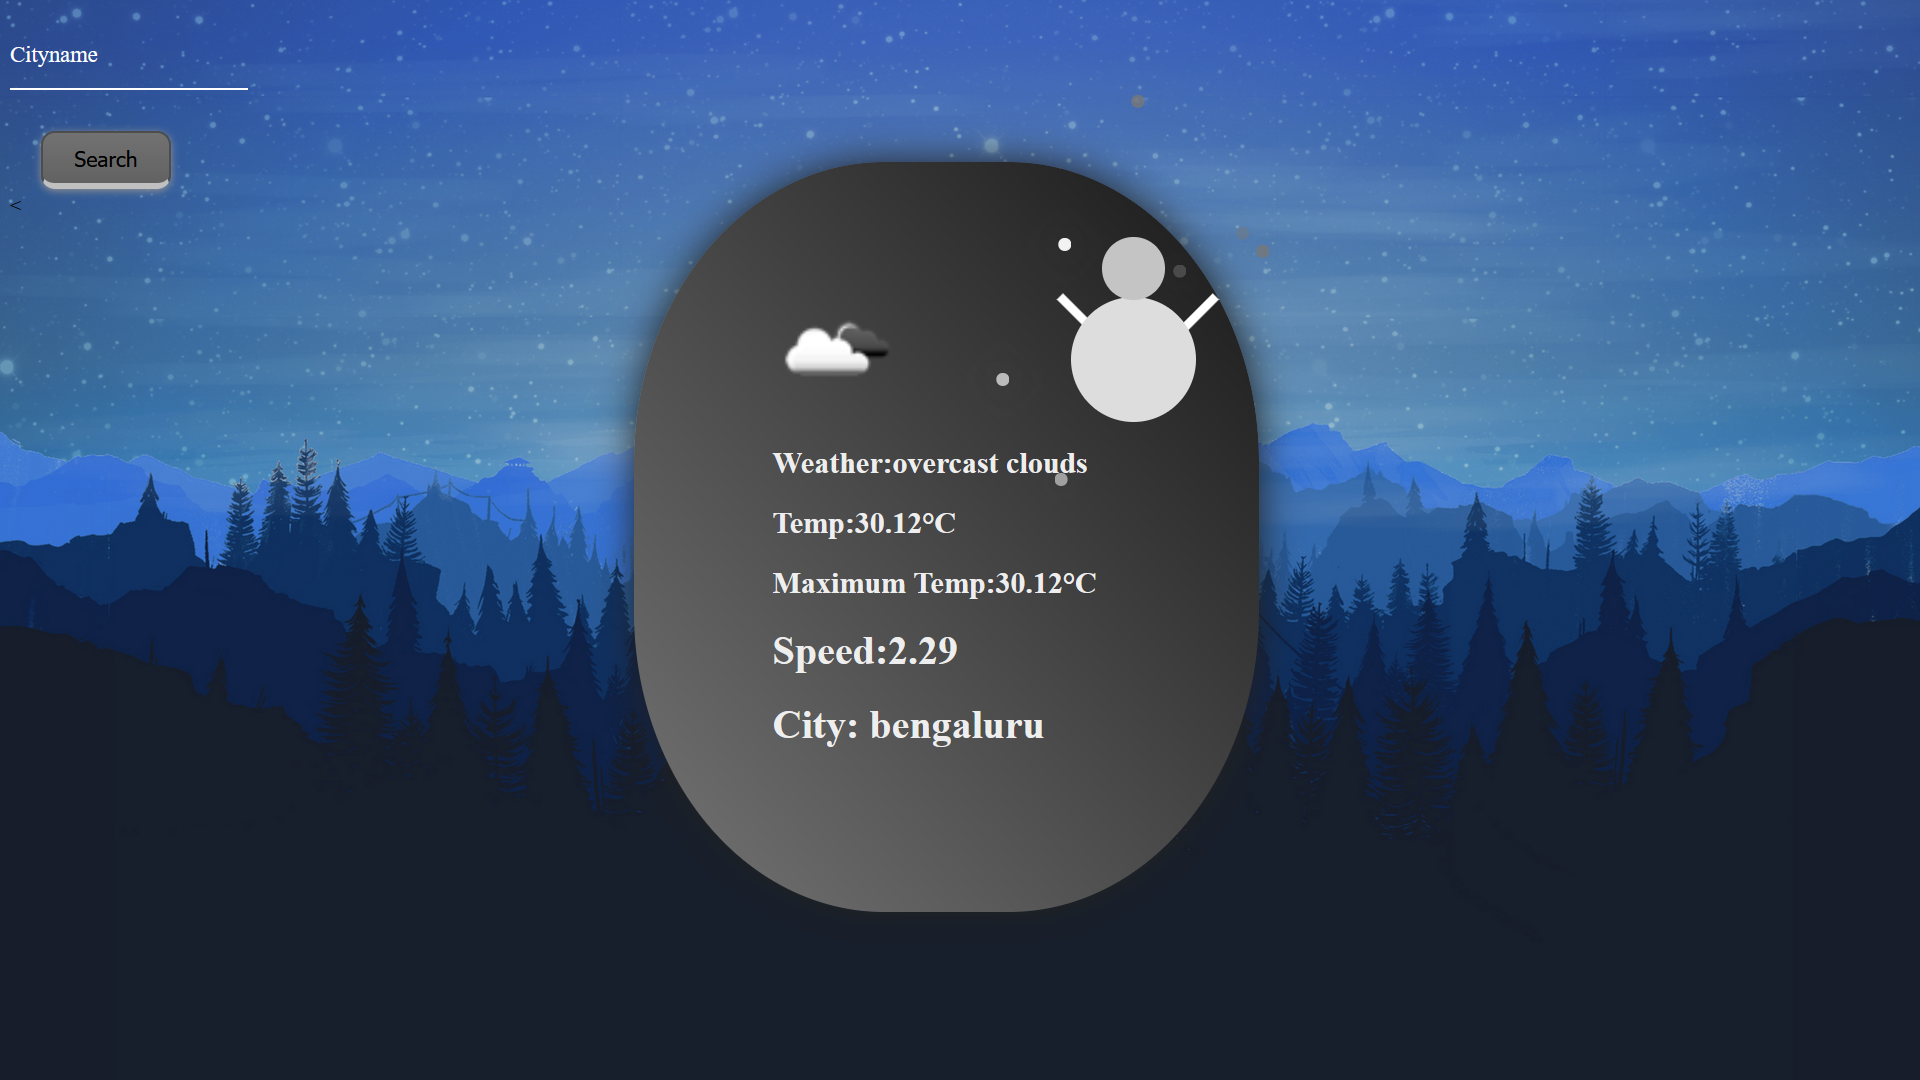 Cityname
Search
<
Weather:overcast clouds
Temp:30.12°C
Maximum Temp:30.12°C
Speed:2.29
City: bengaluru